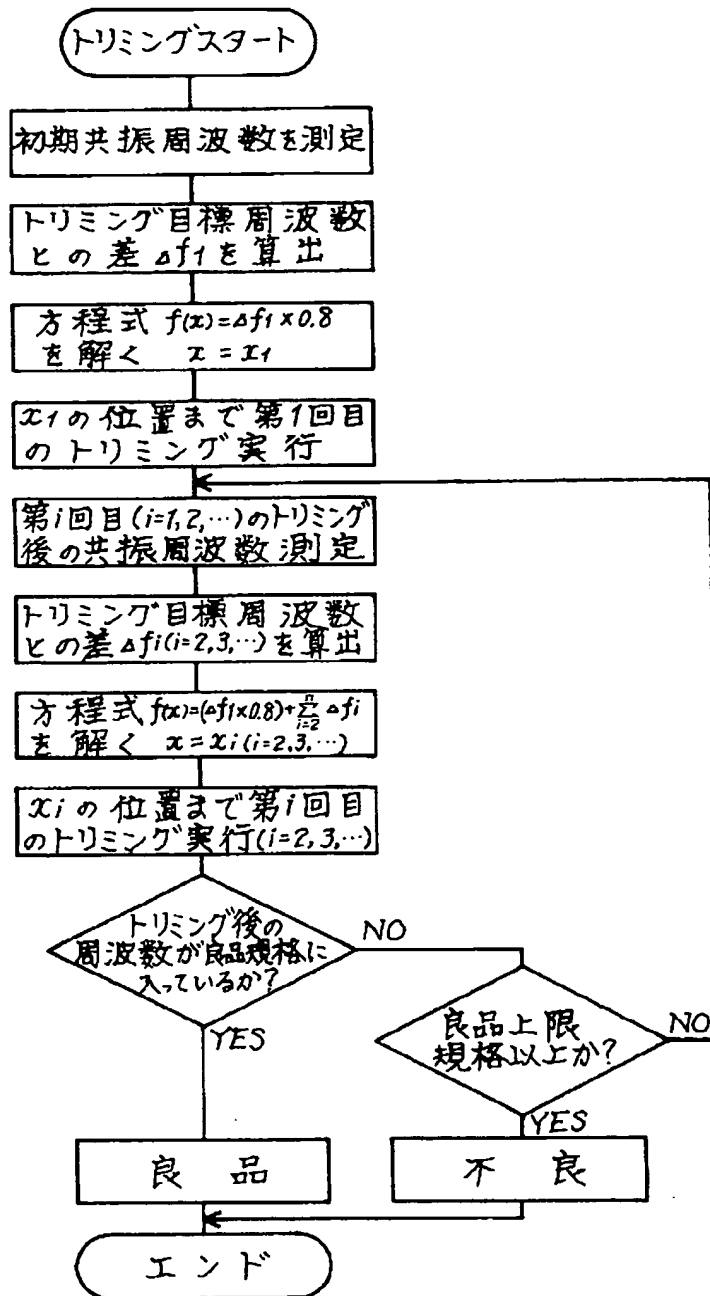 トリミングスタート
初期共振周波数を測定
トリミング目標周波数
との差Δf1を算出
方程式 f(x)=Δf1×0.8
を解く x=x1
x1の位置まで第1回目
のトリミング実行
第i回目(i=1,2,…)のトリミング
後の共振周波数測定
トリミング目標周波数
との差Δfi(i=2,3,…)を算出
方程式 f(x)=(Δf1×0.8)+Σ[i=2→n]Δfi
を解く x=xi(i=2,3,…)
xiの位置まで第i回目
のトリミング実行(i=2,3,…)
トリミング後の
周波数が良品規格に
入っているか?
NO
YES
良品上限
規格以上か?
NO
YES
良品
不良
エンド